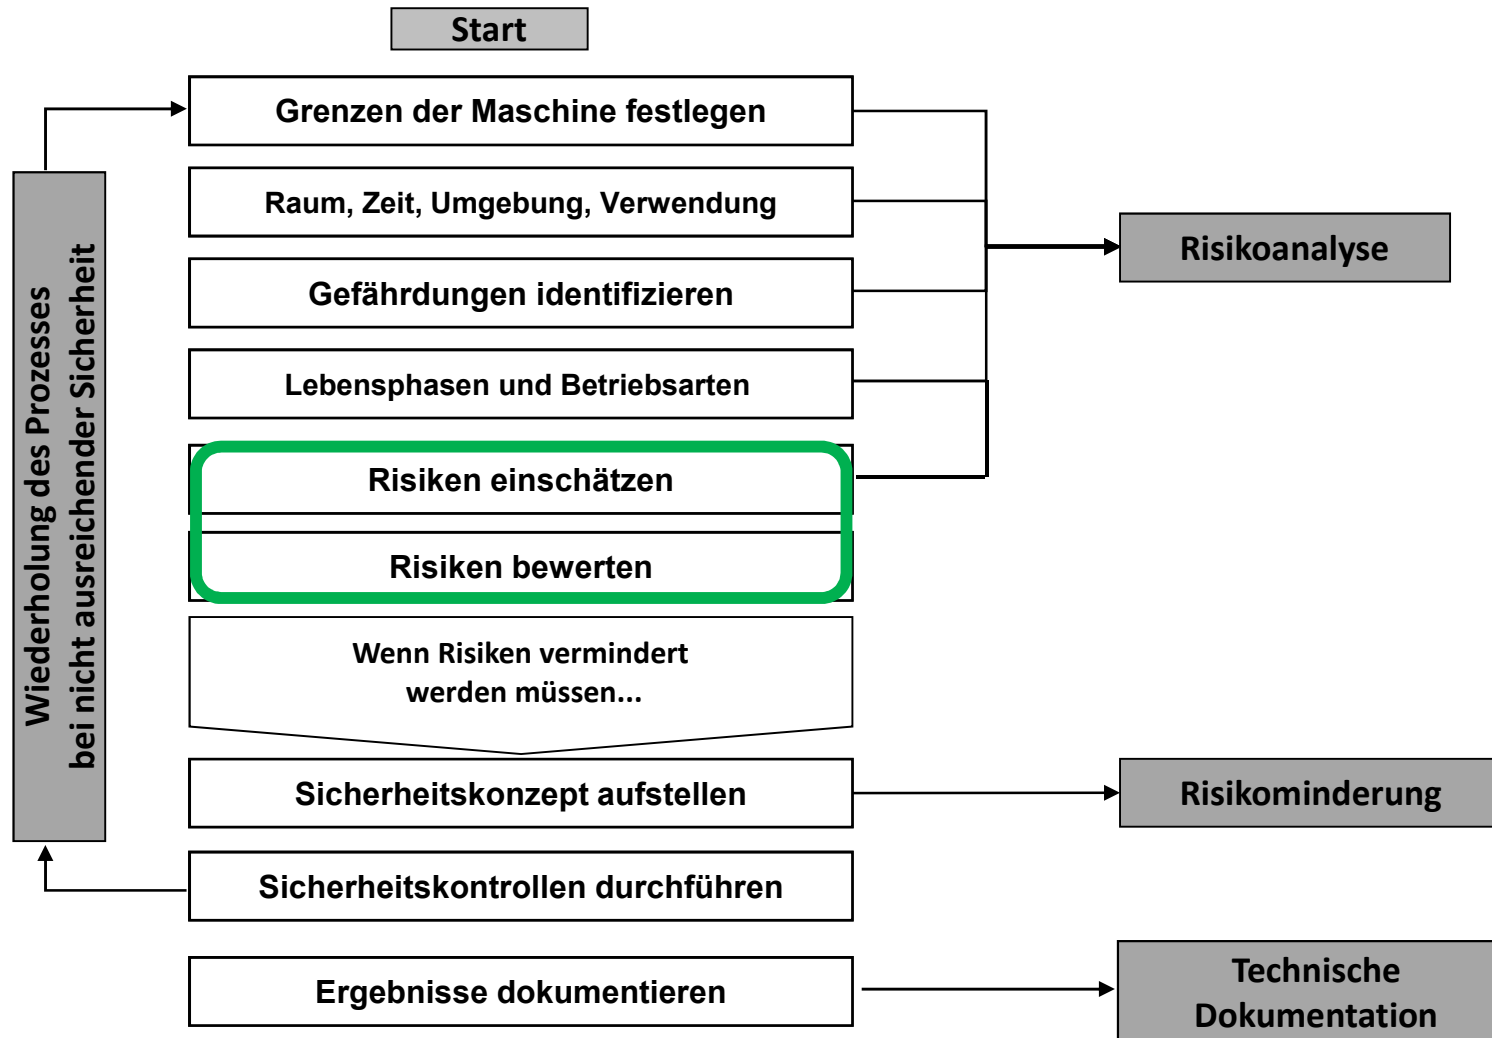 Start
Grenzen der Maschine festlegen
Raum, Zeit, Umgebung, Verwendung
Gefährdungen identifizieren
Lebensphasen und Betriebsarten
Risiken einschätzen
Risiken bewerten
Wenn Risiken vermindert
werden müssen...
Sicherheitskonzept aufstellen
Sicherheitskontrollen durchführen
Ergebnisse dokumentieren
Wiederholung des Prozesses
bei nicht ausreichender Sicherheit
Risikoanalyse
Risikominderung
Technische
Dokumentation